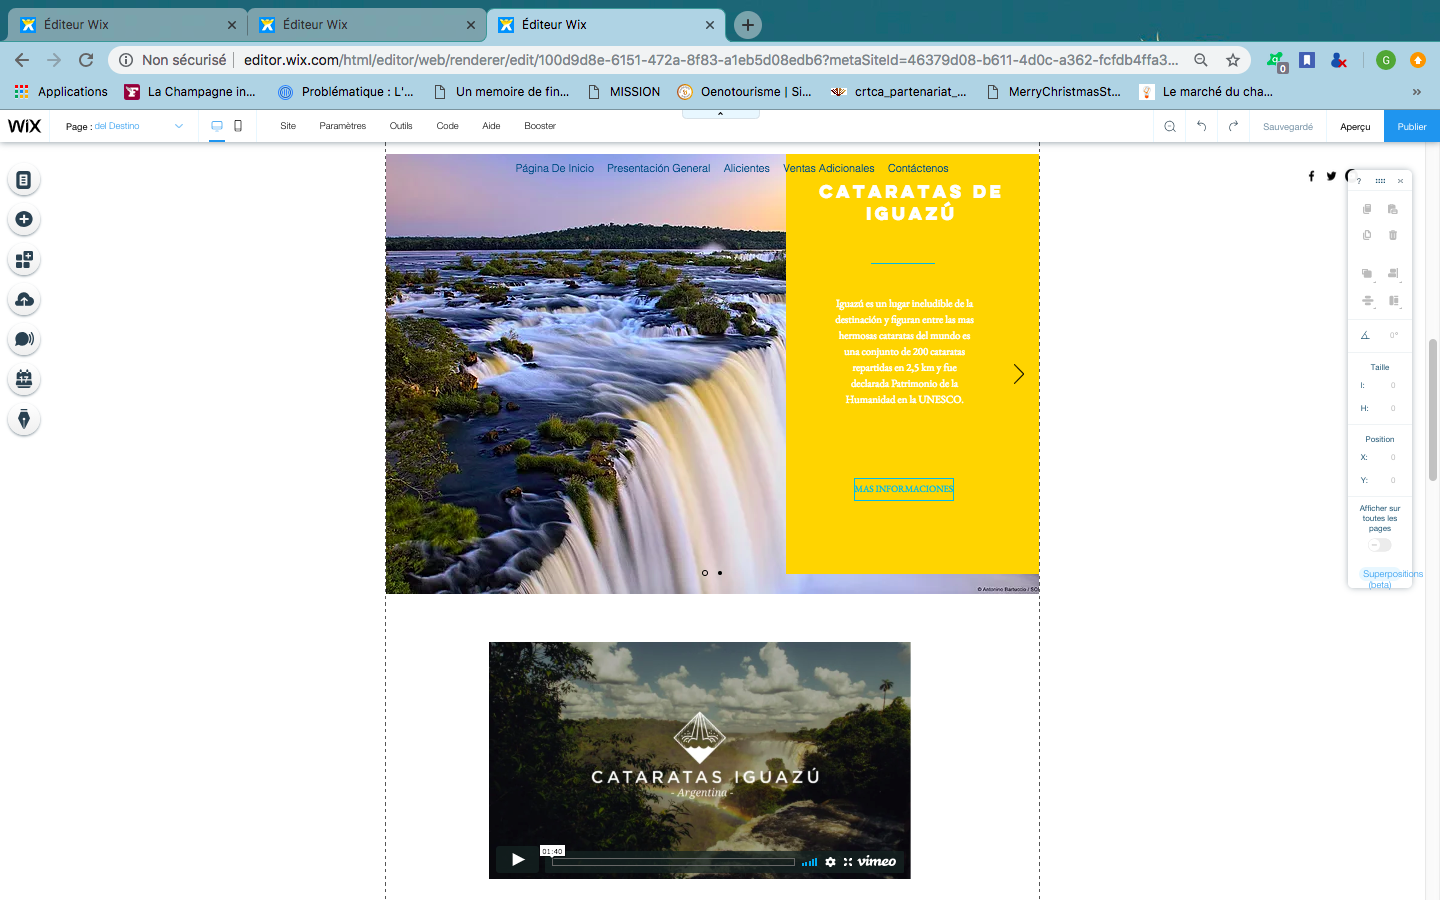 Éditeur Wix
Éditeur Wix
Éditeur Wix
Non sécurisé
editor.wix.com/html/editor/web/renderer/edit/100d9d8e-6151-472a-8f83-a1eb5d08edb6?metaSiteId=46379d08-b611-4d0c-a362-fcfdb4ffa3...
0
G
Applications
La Champagne in...
Problématique : L'...
Un memoire de fin...
MISSION
Oenotourisme | Si...
crtca_partenariat_...
MerryChristmasSt...
Le marché du cha...
»
WiX
Page : del Destino
Site
Paramètres
Outils
Code
Aide
Booster
Sauvegardé
Aperçu
Publier
Página De Inicio
Presentación General
Alicientes
Ventas Adicionales
Contáctenos
CATARATAS DE
IGUAZÚ
Iguazú es un lugar ineludible de la
destinación y figuran entre las mas
hermosas cataratas del mundo es
una conjunto de 200 cataratas
repartidas en 2,5 km y fue
declarada Patrimonio de la
Humanidad en la UNESCO.
MAS INFORMACIONES
© Antonino Bartuccio / SO
CATARATAS IGUAZÚ
- Argentina -
01:40
vimeo
?
0°
Taille
l: 0
H: 0
Position
X: 0
Y: 0
Afficher sur
toutes les
pages
Superpositions
(beta)